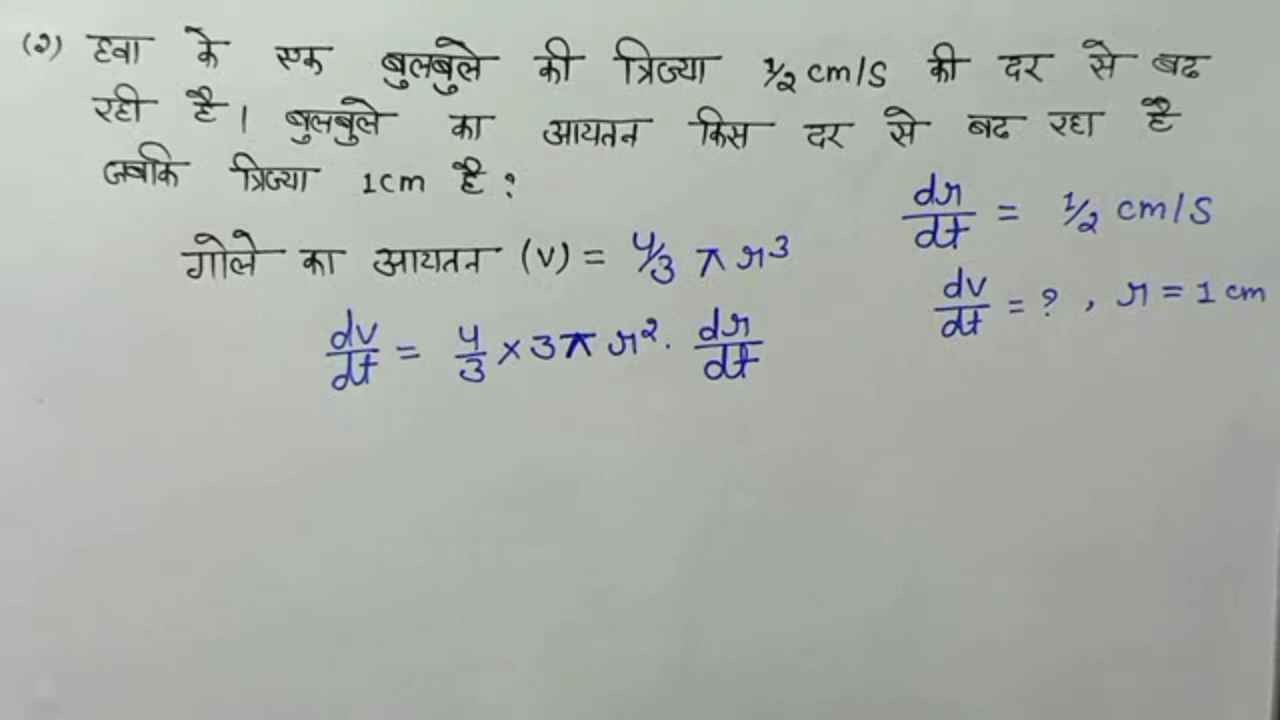 (२) हवा के एक बुलबुले की त्रिज्या 1/2 cm/s की दर से बढ
रही है। बुलबुले का आयतन किस दर से बढ रहा है
जबकि त्रिज्या 1cm है ?
dr/dt = 1/2 cm/s
गोले का आयतन (v) = 4/3 π r³
dv/dt = ? , r = 1 cm
dv/dt = 4/3 × 3π r² . dr/dt